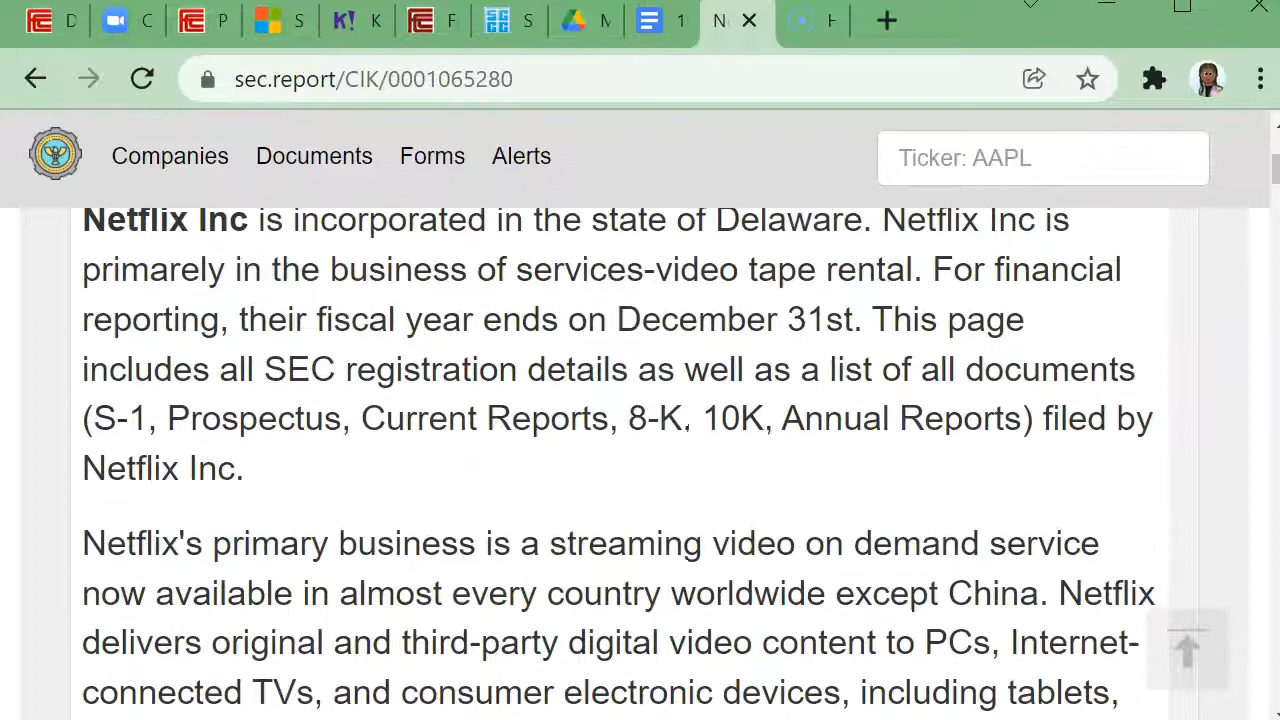 D C P S K F S M 1 N F
sec.report/CIK/0001065280
Companies Documents Forms Alerts Ticker: AAPL
Netflix Inc is incorporated in the state of Delaware. Netflix Inc is
primarely in the business of services-video tape rental. For financial
reporting, their fiscal year ends on December 31st. This page
includes all SEC registration details as well as a list of all documents
(S-1, Prospectus, Current Reports, 8-K, 10K, Annual Reports) filed by
Netflix Inc.
Netflix's primary business is a streaming video on demand service
now available in almost every country worldwide except China. Netflix
delivers original and third-party digital video content to PCs, Internet-
connected TVs, and consumer electronic devices, including tablets,